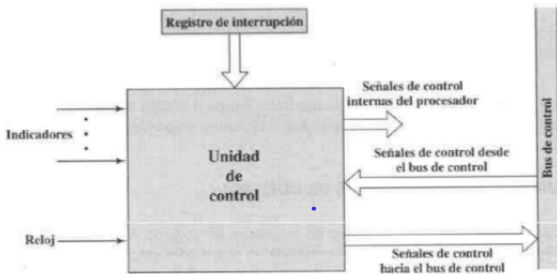 Registro de interrupción
Señales de control
internas del procesador
Indicadores
Unidad
de
control
Señales de control desde
el bus de control
Bus de control
Reloj
Señales de control
hacia el bus de control